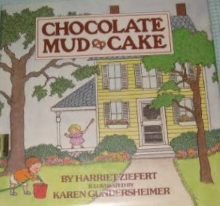 CHOCOLATE
MUD CAKE
BY HARRIET ZIEFERT
ILLUSTRATED BY
KAREN GUNDERSHEIMER